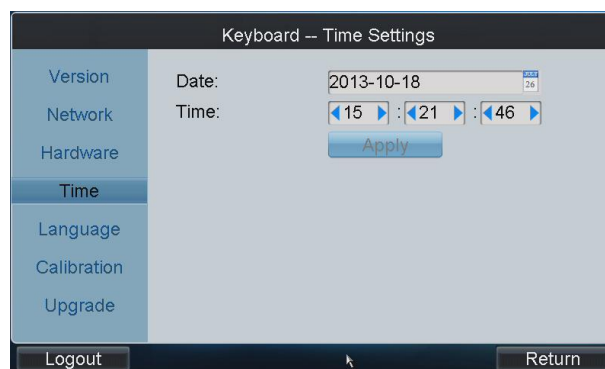 Keyboard -- Time Settings
Version
Network
Hardware
Time
Language
Calibration
Upgrade
Date: 2013-10-18
JULY
26
Time: 15 : 21 : 46
Apply
Logout
Return